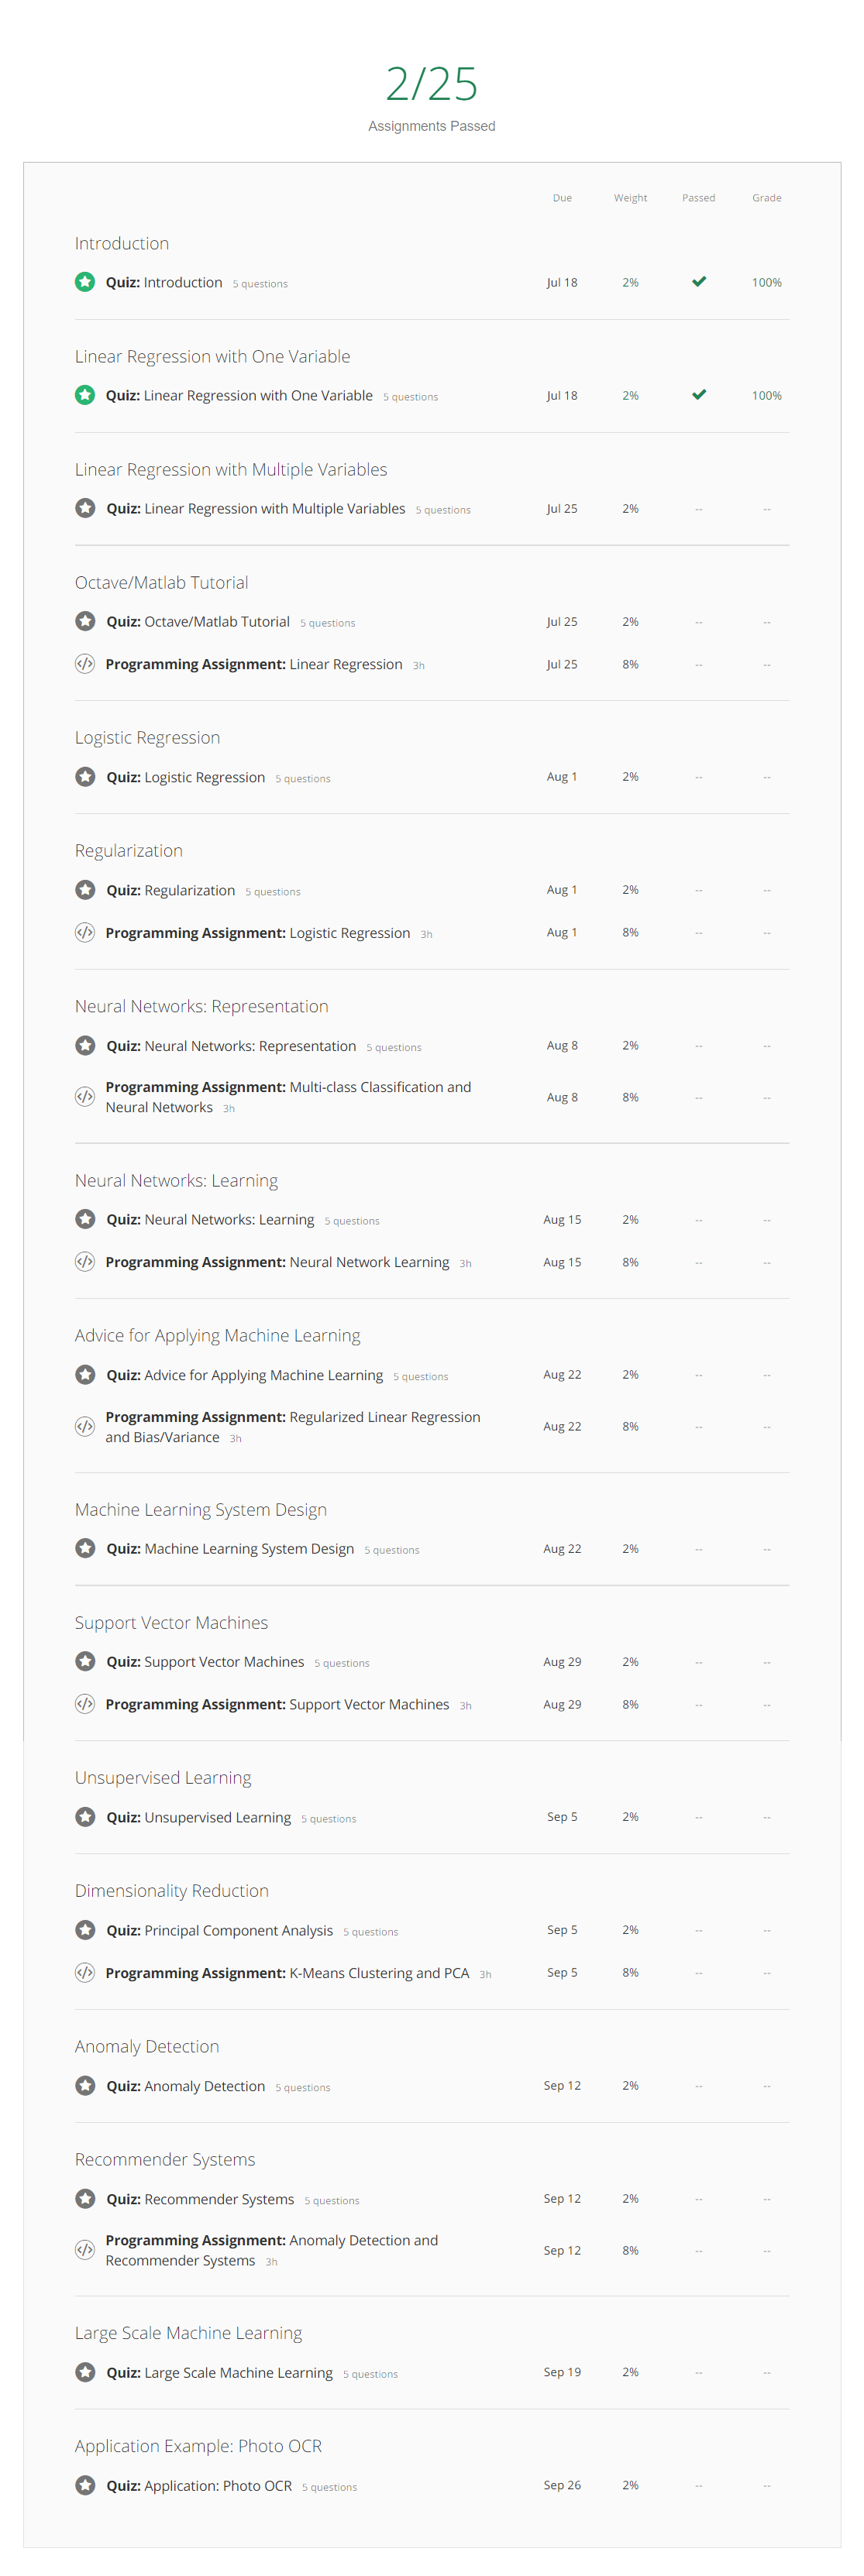 2/25
Assignments Passed
Due Weight Passed Grade
Introduction
Quiz: Introduction 5 questions Jul 18 2% 100%
Linear Regression with One Variable
Quiz: Linear Regression with One Variable 5 questions Jul 18 2% 100%
Linear Regression with Multiple Variables
Quiz: Linear Regression with Multiple Variables 5 questions Jul 25 2% -- --
Octave/Matlab Tutorial
Quiz: Octave/Matlab Tutorial 5 questions Jul 25 2% -- --
Programming Assignment: Linear Regression 3h Jul 25 8% -- --
Logistic Regression
Quiz: Logistic Regression 5 questions Aug 1 2% -- --
Regularization
Quiz: Regularization 5 questions Aug 1 2% -- --
Programming Assignment: Logistic Regression 3h Aug 1 8% -- --
Neural Networks: Representation
Quiz: Neural Networks: Representation 5 questions Aug 8 2% -- --
Programming Assignment: Multi-class Classification and
Neural Networks 3h Aug 8 8% -- --
Neural Networks: Learning
Quiz: Neural Networks: Learning 5 questions Aug 15 2% -- --
Programming Assignment: Neural Network Learning 3h Aug 15 8% -- --
Advice for Applying Machine Learning
Quiz: Advice for Applying Machine Learning 5 questions Aug 22 2% -- --
Programming Assignment: Regularized Linear Regression
and Bias/Variance 3h Aug 22 8% -- --
Machine Learning System Design
Quiz: Machine Learning System Design 5 questions Aug 22 2% -- --
Support Vector Machines
Quiz: Support Vector Machines 5 questions Aug 29 2% -- --
Programming Assignment: Support Vector Machines 3h Aug 29 8% -- --
Unsupervised Learning
Quiz: Unsupervised Learning 5 questions Sep 5 2% -- --
Dimensionality Reduction
Quiz: Principal Component Analysis 5 questions Sep 5 2% -- --
Programming Assignment: K-Means Clustering and PCA 3h Sep 5 8% -- --
Anomaly Detection
Quiz: Anomaly Detection 5 questions Sep 12 2% -- --
Recommender Systems
Quiz: Recommender Systems 5 questions Sep 12 2% -- --
Programming Assignment: Anomaly Detection and
Recommender Systems 3h Sep 12 8% -- --
Large Scale Machine Learning
Quiz: Large Scale Machine Learning 5 questions Sep 19 2% -- --
Application Example: Photo OCR
Quiz: Application: Photo OCR 5 questions Sep 26 2% -- --